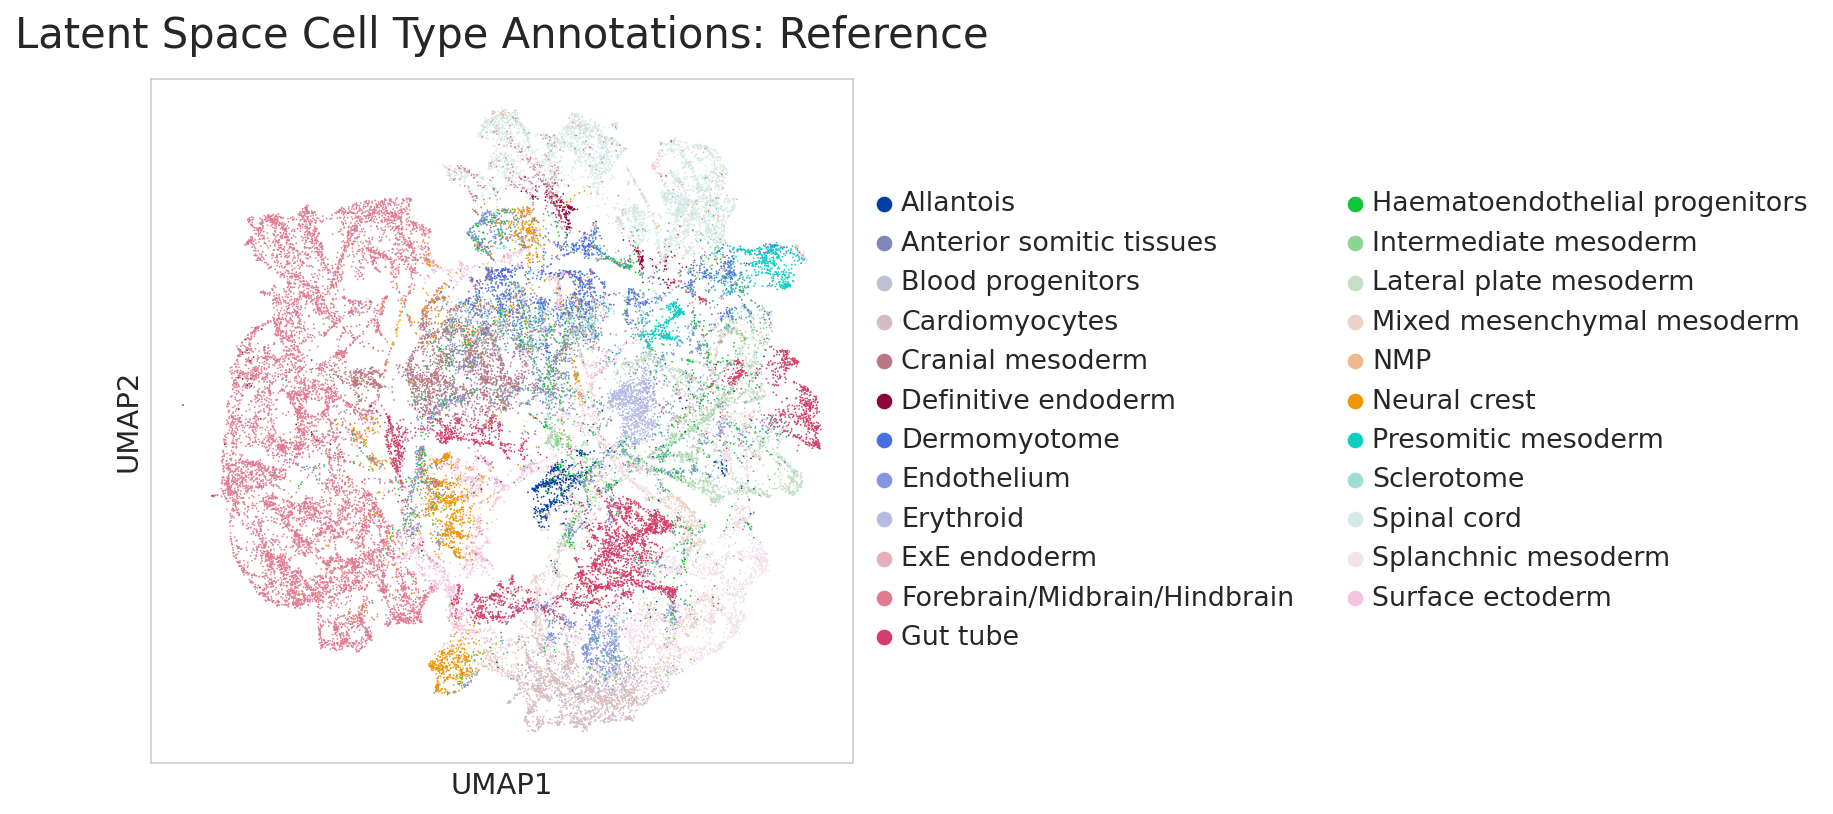 Latent Space Cell Type Annotations: Reference
UMAP2
UMAP1
Allantois
Anterior somitic tissues
Blood progenitors
Cardiomyocytes
Cranial mesoderm
Definitive endoderm
Dermomyotome
Endothelium
Erythroid
ExE endoderm
Forebrain/Midbrain/Hindbrain
Gut tube
Haematoendothelial progenitors
Intermediate mesoderm
Lateral plate mesoderm
Mixed mesenchymal mesoderm
NMP
Neural crest
Presomitic mesoderm
Sclerotome
Spinal cord
Splanchnic mesoderm
Surface ectoderm